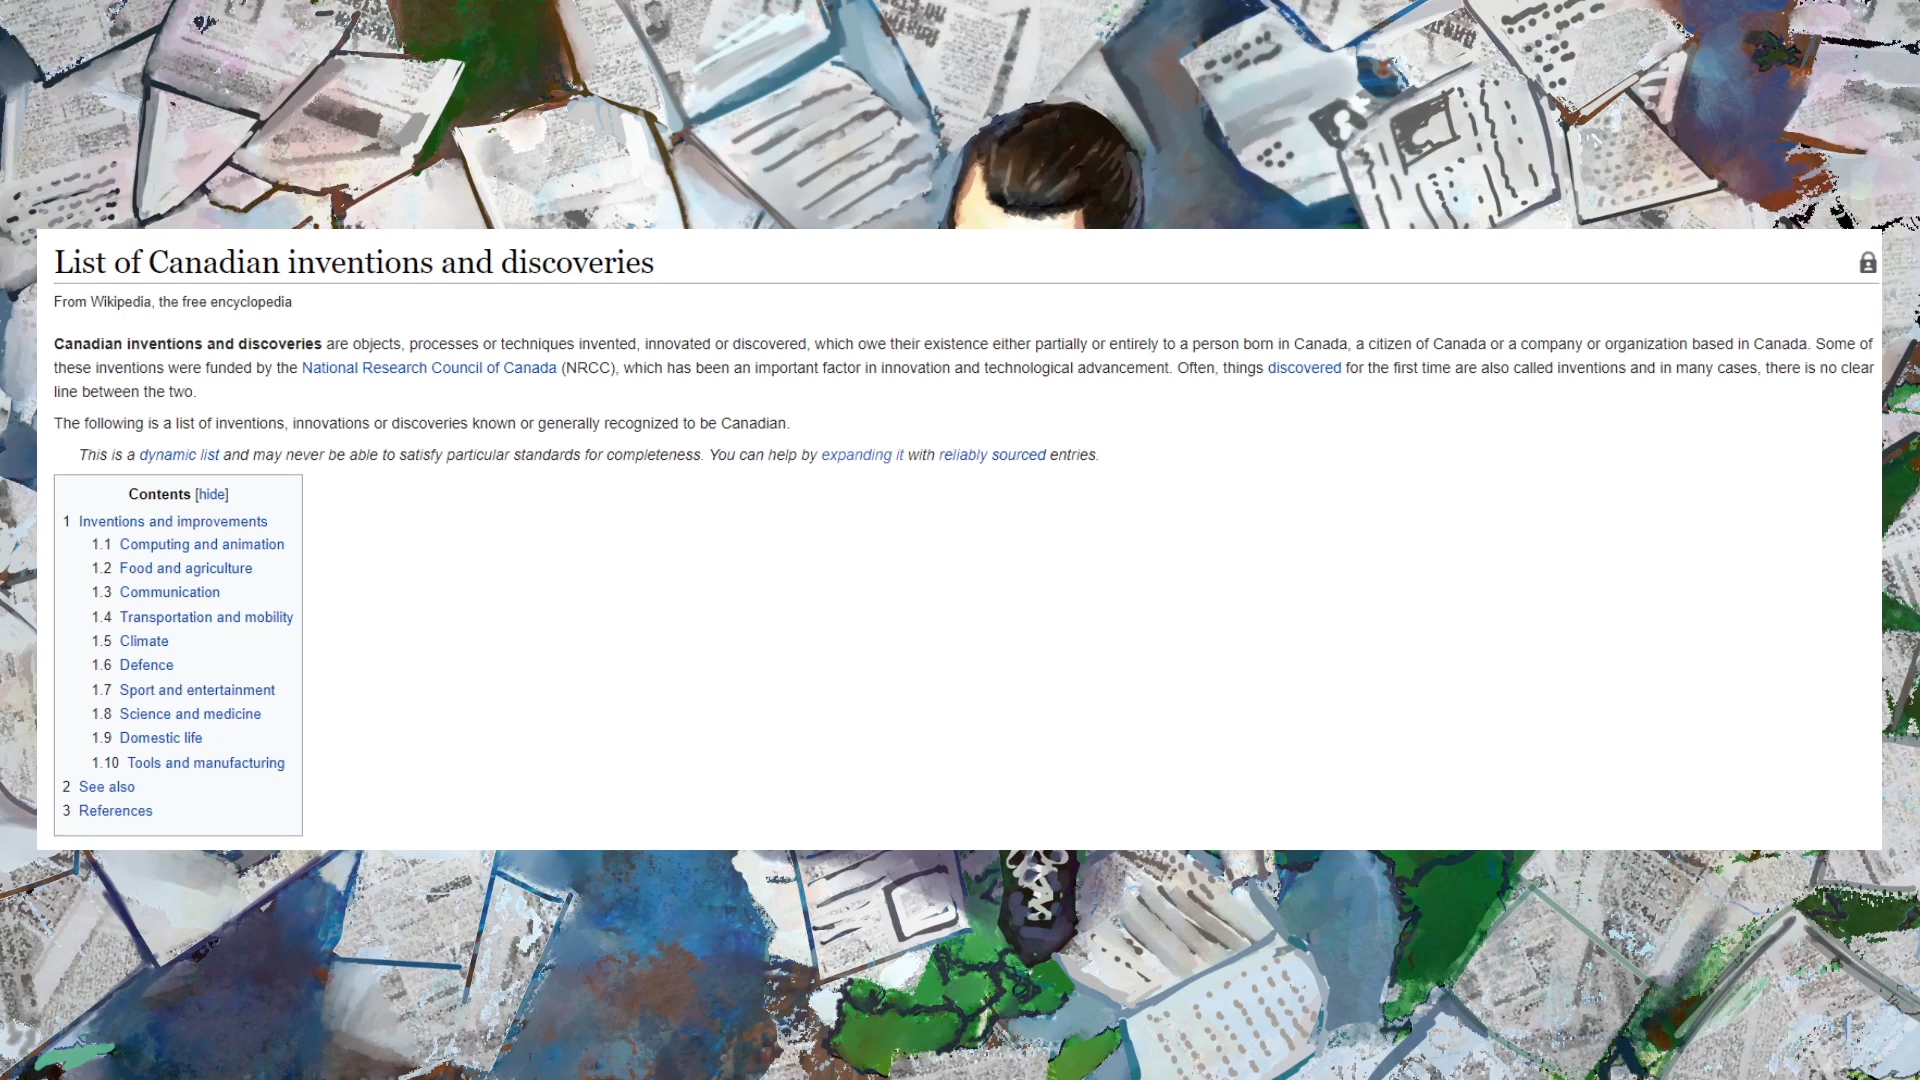 List of Canadian inventions and discoveries
From Wikipedia, the free encyclopedia
Canadian inventions and discoveries are objects, processes or techniques invented, innovated or discovered, which owe their existence either partially or entirely to a person born in Canada, a citizen of Canada or a company or organization based in Canada. Some of
these inventions were funded by the National Research Council of Canada (NRCC), which has been an important factor in innovation and technological advancement. Often, things discovered for the first time are also called inventions and in many cases, there is no clear
line between the two.
The following is a list of inventions, innovations or discoveries known or generally recognized to be Canadian.
This is a dynamic list and may never be able to satisfy particular standards for completeness. You can help by expanding it with reliably sourced entries.
Contents [hide]
1 Inventions and improvements
1.1 Computing and animation
1.2 Food and agriculture
1.3 Communication
1.4 Transportation and mobility
1.5 Climate
1.6 Defence
1.7 Sport and entertainment
1.8 Science and medicine
1.9 Domestic life
1.10 Tools and manufacturing
2 See also
3 References